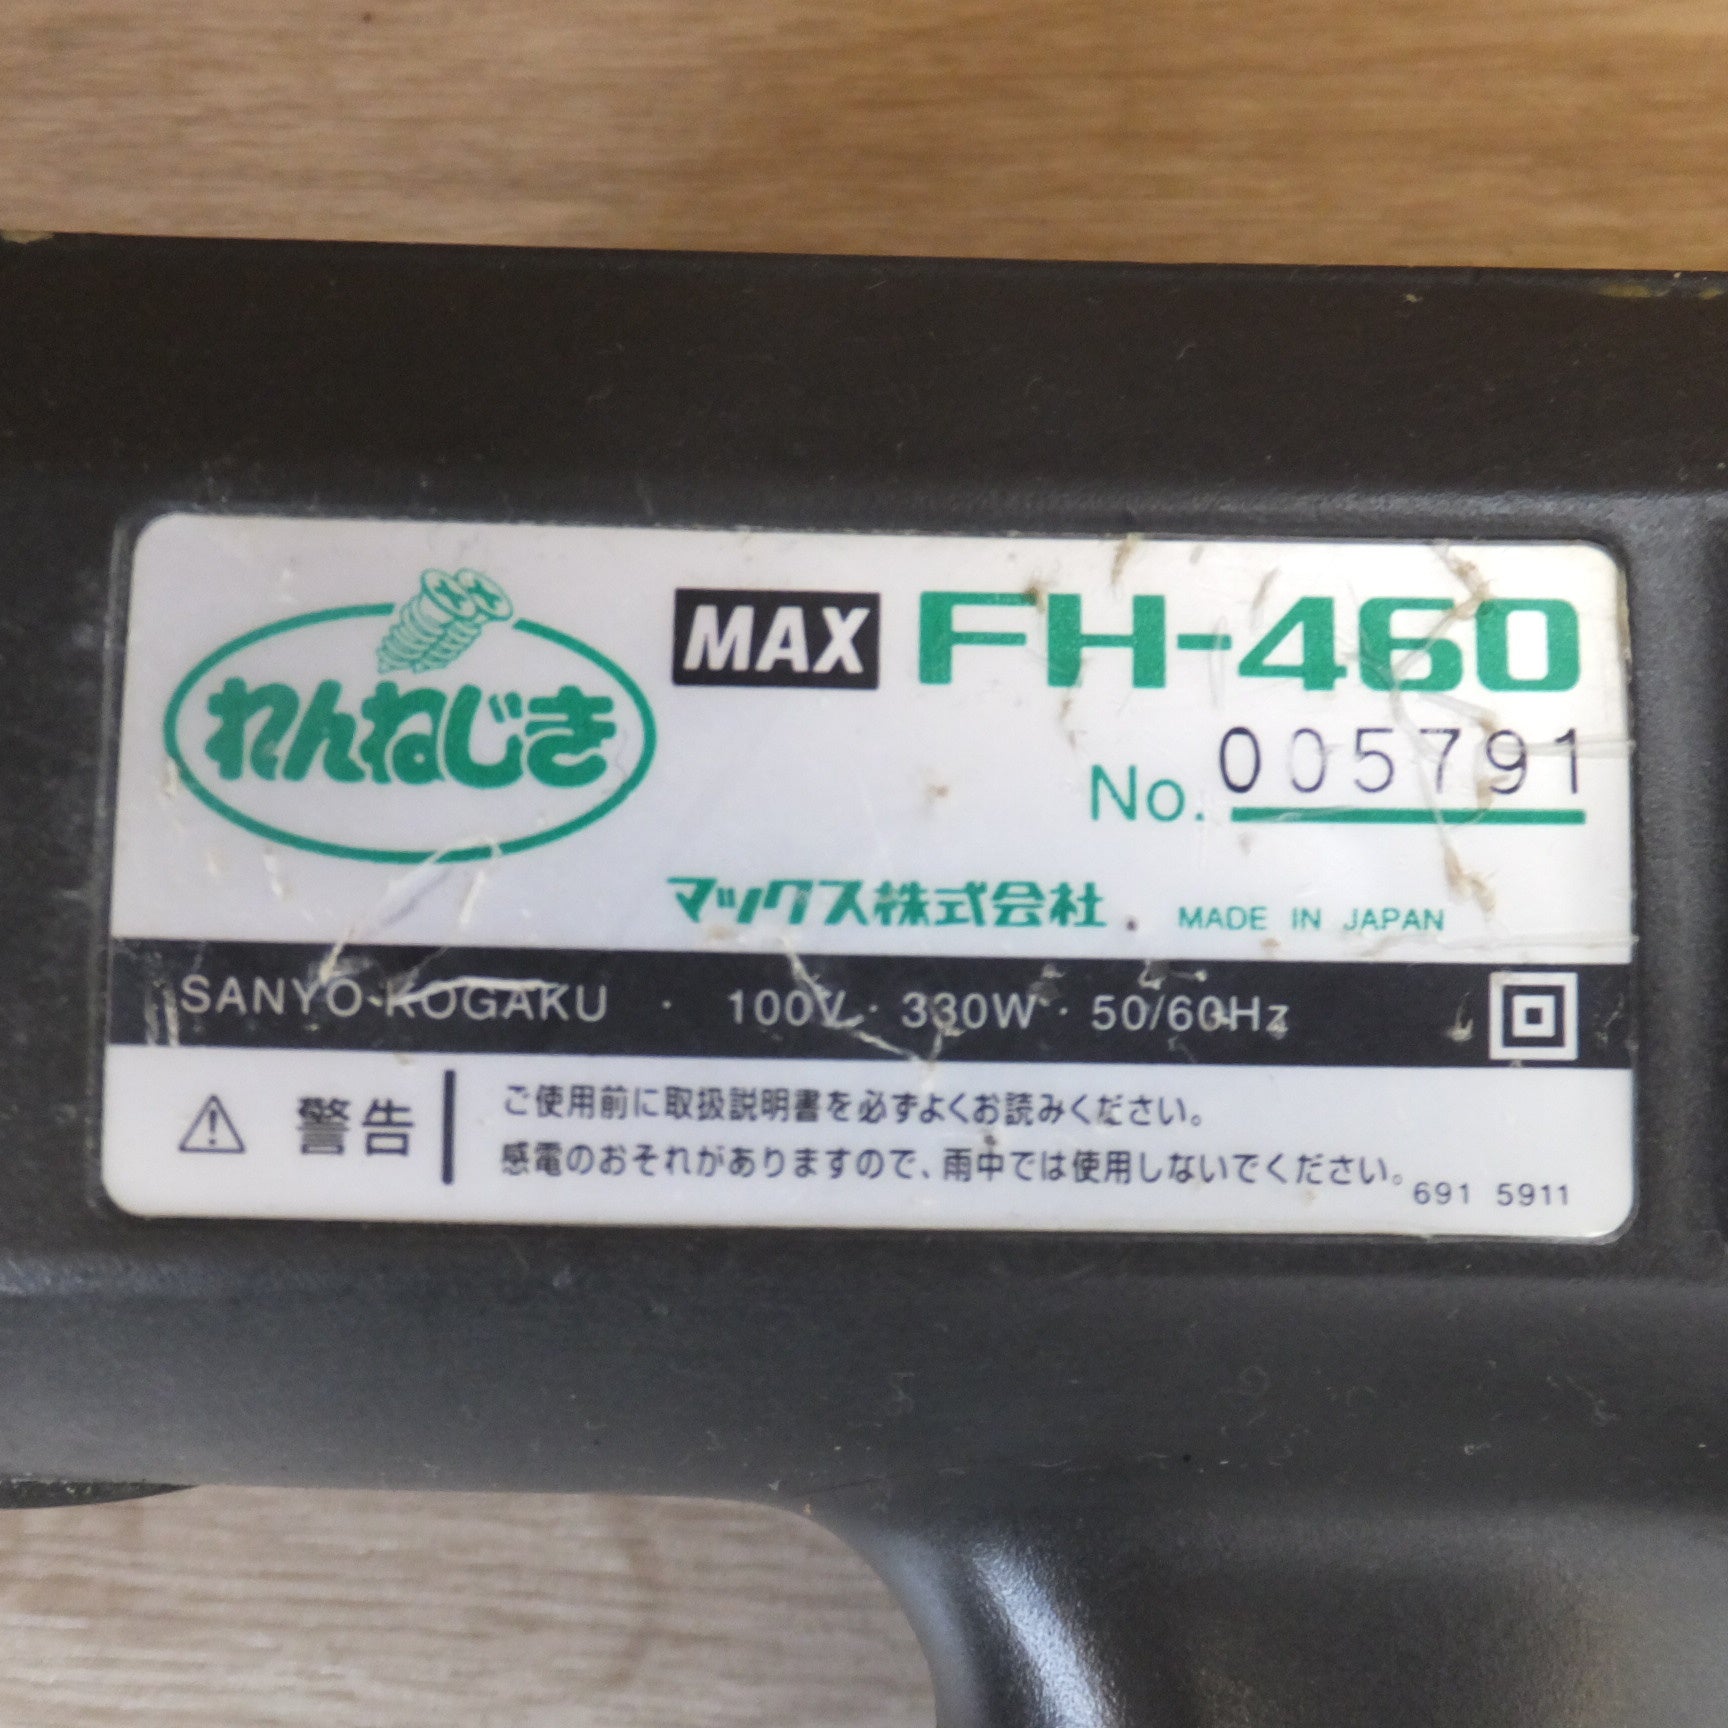 れんねじき
MAX FH-460
No. 005791
マックス株式会社 MADE IN JAPAN
SANYO-KOGAKU · 100V · 330W · 50/60Hz
警告
ご使用前に取扱説明書を必ずよくお読みください。
感電のおそれがありますので、雨中では使用しないでください。
691 5911